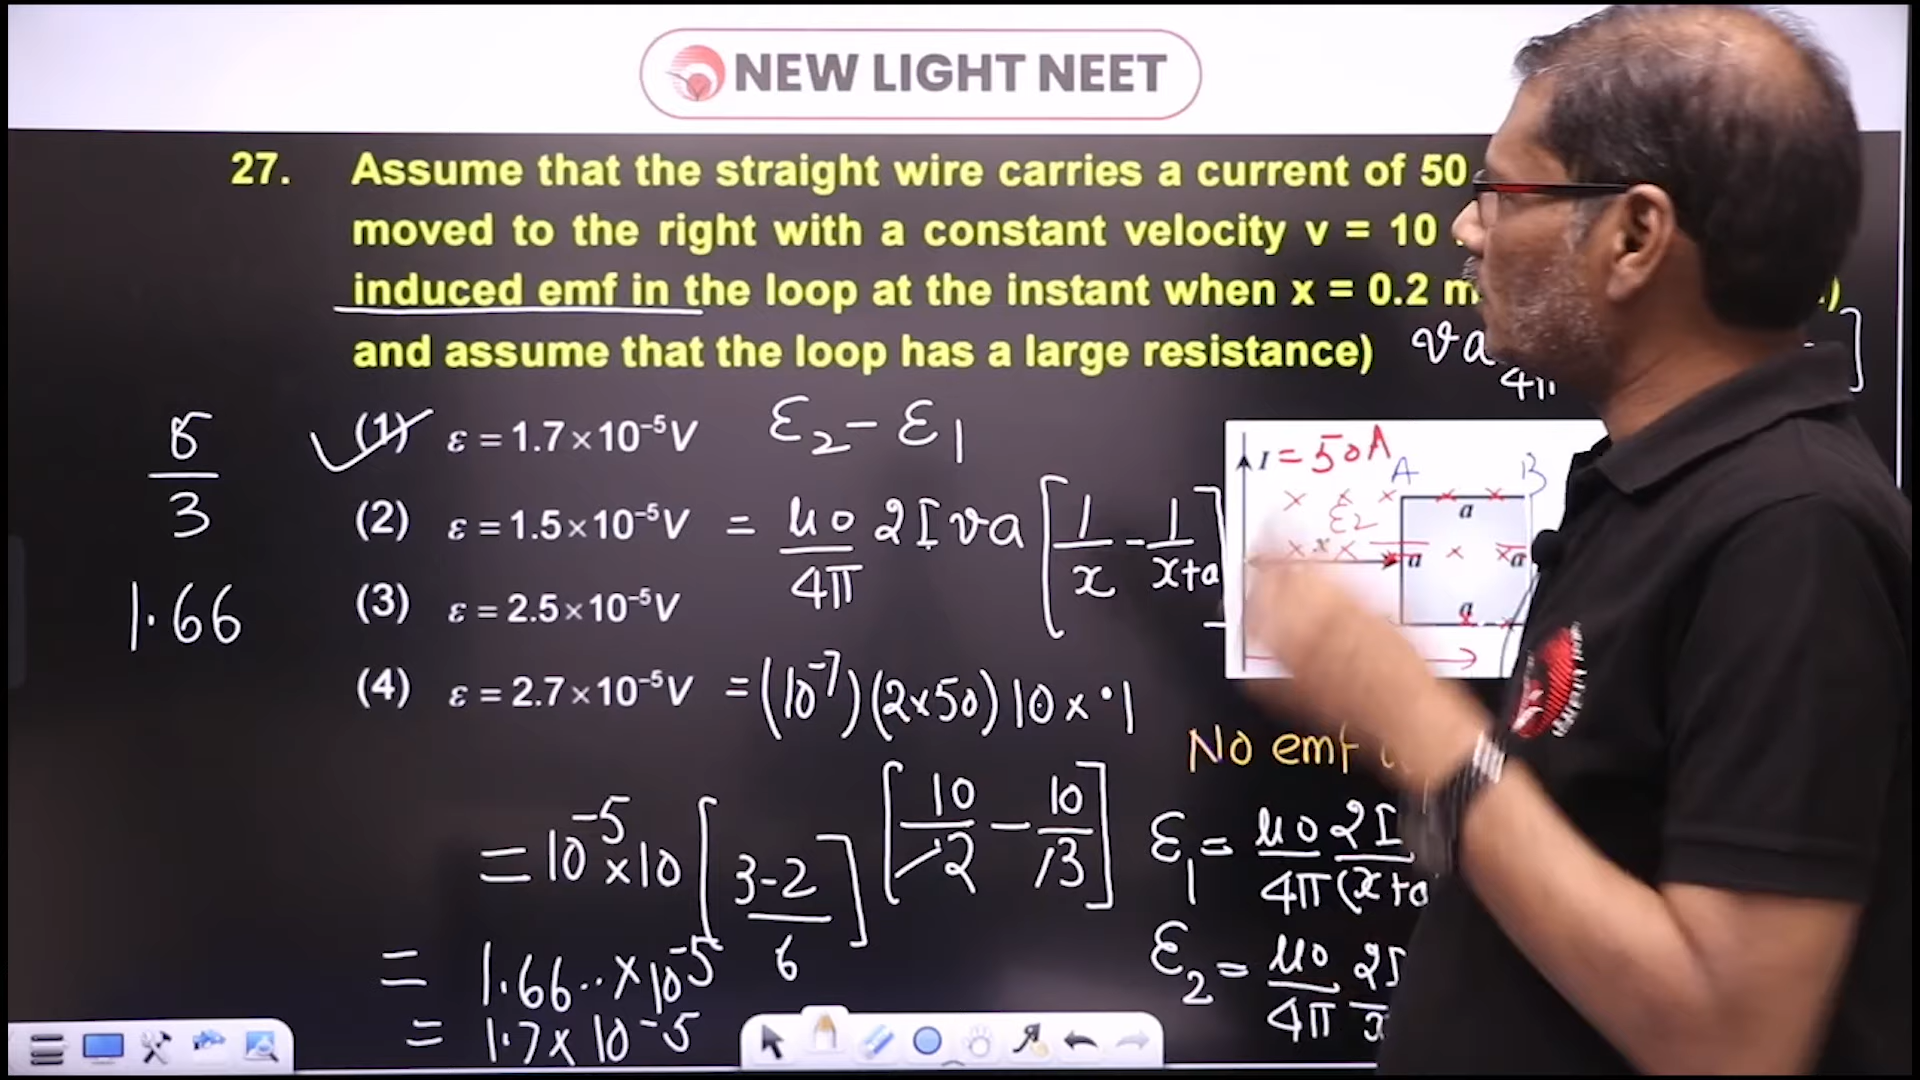 NEW LIGHT NEET
27. Assume that the straight wire carries a current of 50
moved to the right with a constant velocity v = 10
induced emf in the loop at the instant when x = 0.2 m
and assume that the loop has a large resistance)
va
4π
(1) ε = 1.7×10⁻⁵V
(2) ε = 1.5×10⁻⁵V
(3) ε = 2.5×10⁻⁵V
(4) ε = 2.7×10⁻⁵V
5/3
1.66
ε₂ - ε₁
= μ₀/4π 2Iva [1/x - 1/x+a]
= (10⁻⁷)(2×50)10×·1
[10/2 - 10/3]
= 10⁻⁵×10 [3-2/6]
= 1.66..×10⁻⁵
= 1.7×10⁻⁵
I = 50A
A B
a
ε₂
x
a a
a
No emf
ε₁ = μ₀/4π 2I/(x+a
ε₂ = μ₀/4π 2I/x